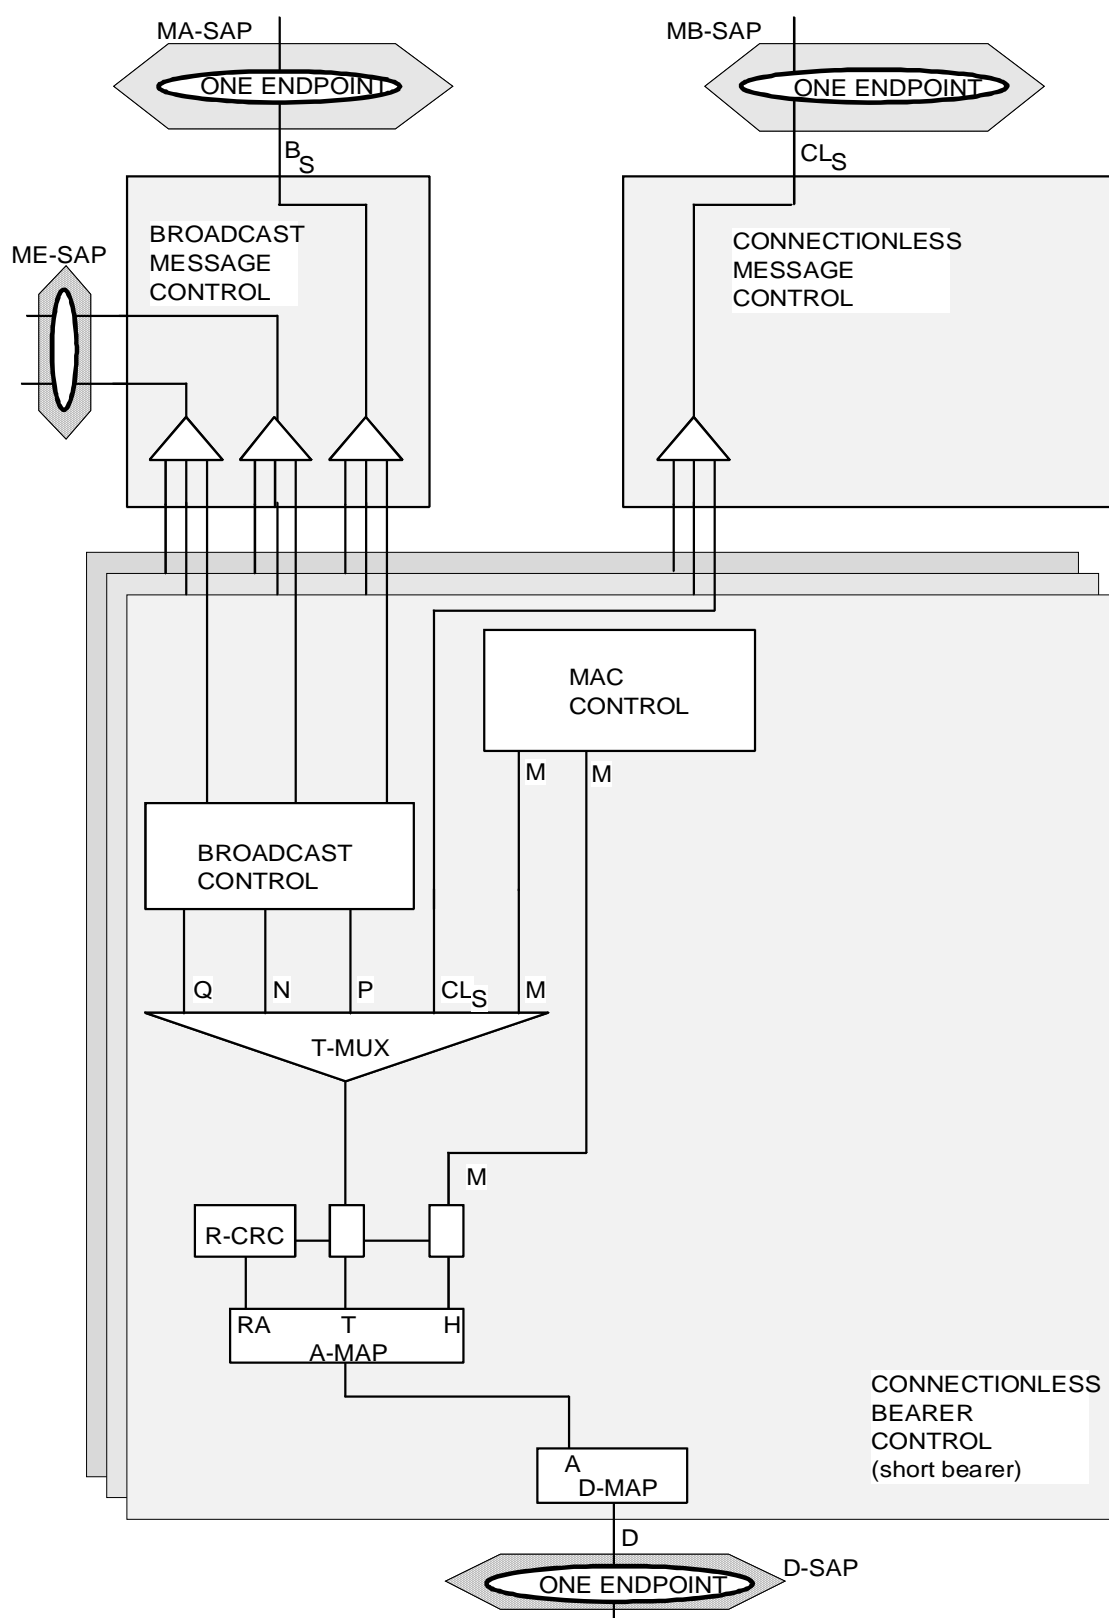 MA-SAP
MB-SAP
ONE ENDPOINT
ONE ENDPOINT
BS
CLS
BROADCAST
MESSAGE
CONTROL
ME-SAP
CONNECTIONLESS
MESSAGE
CONTROL
MAC
CONTROL
M
M
BROADCAST
CONTROL
Q
N
P
CLS
M
T-MUX
M
R-CRC
RA
T
H
A-MAP
CONNECTIONLESS
BEARER
CONTROL
(short bearer)
A
D-MAP
D
D-SAP
ONE ENDPOINT